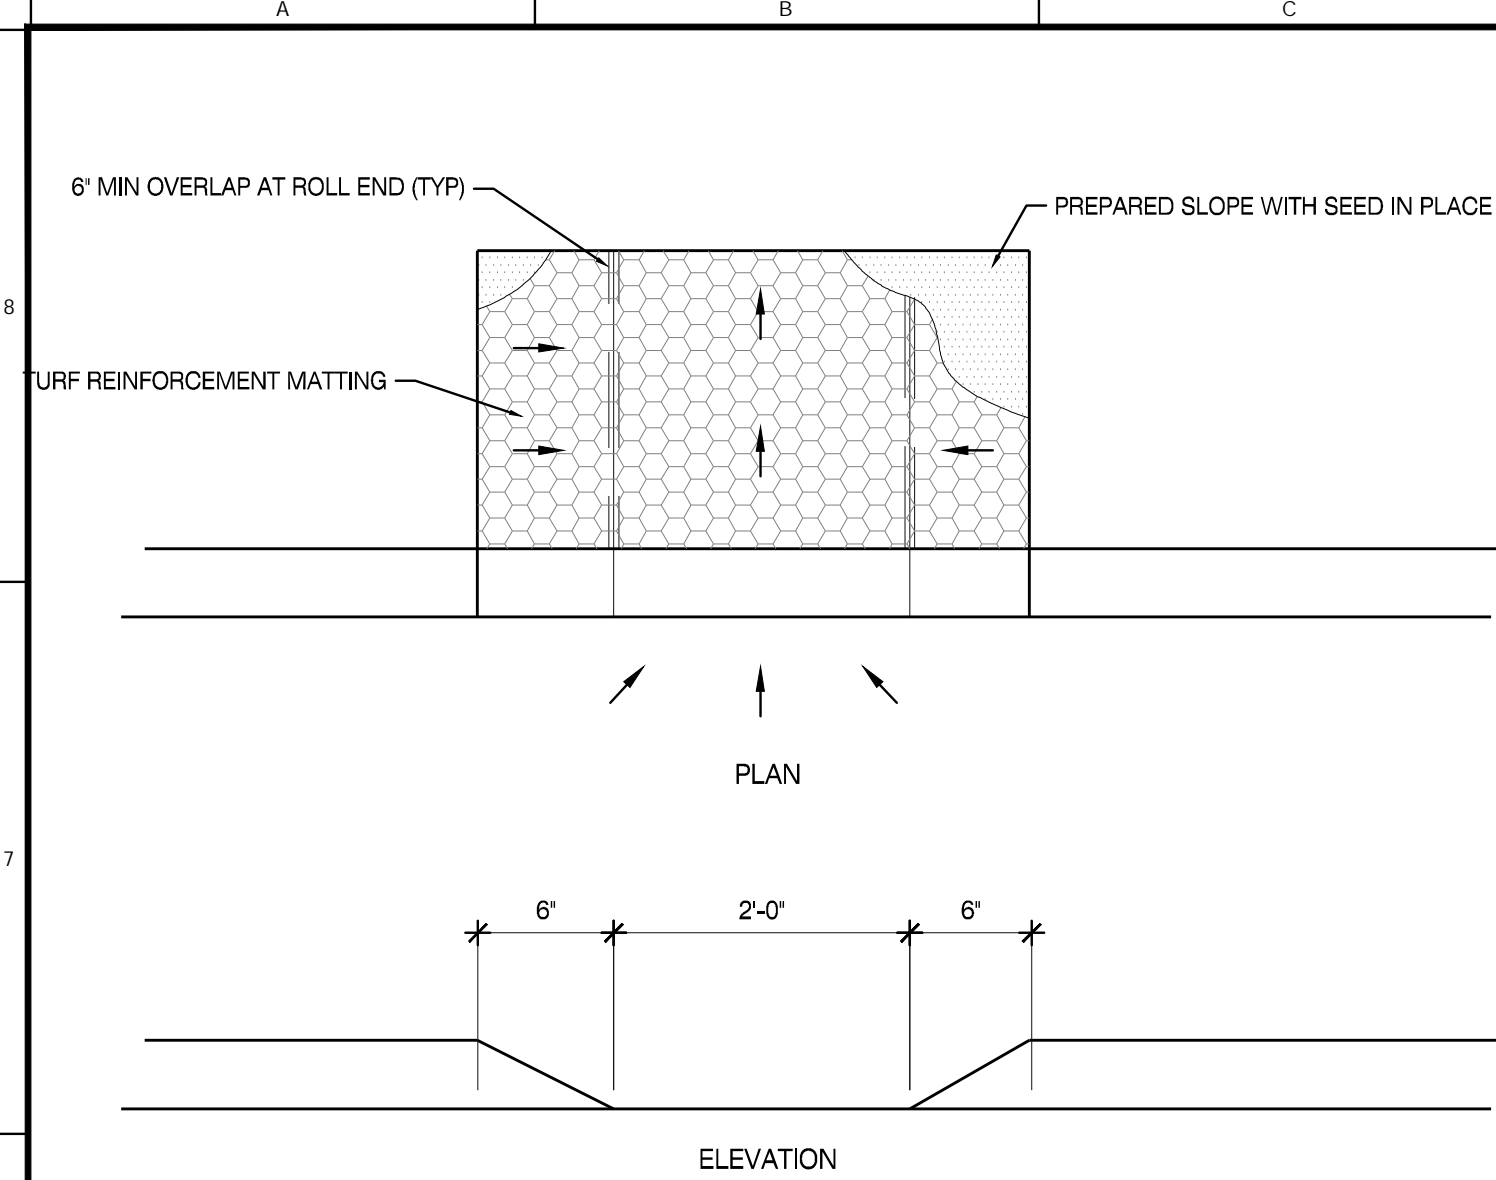 A B C
6" MIN OVERLAP AT ROLL END (TYP)
PREPARED SLOPE WITH SEED IN PLACE
8
TURF REINFORCEMENT MATTING
PLAN
7
6" 2'-0" 6"
ELEVATION